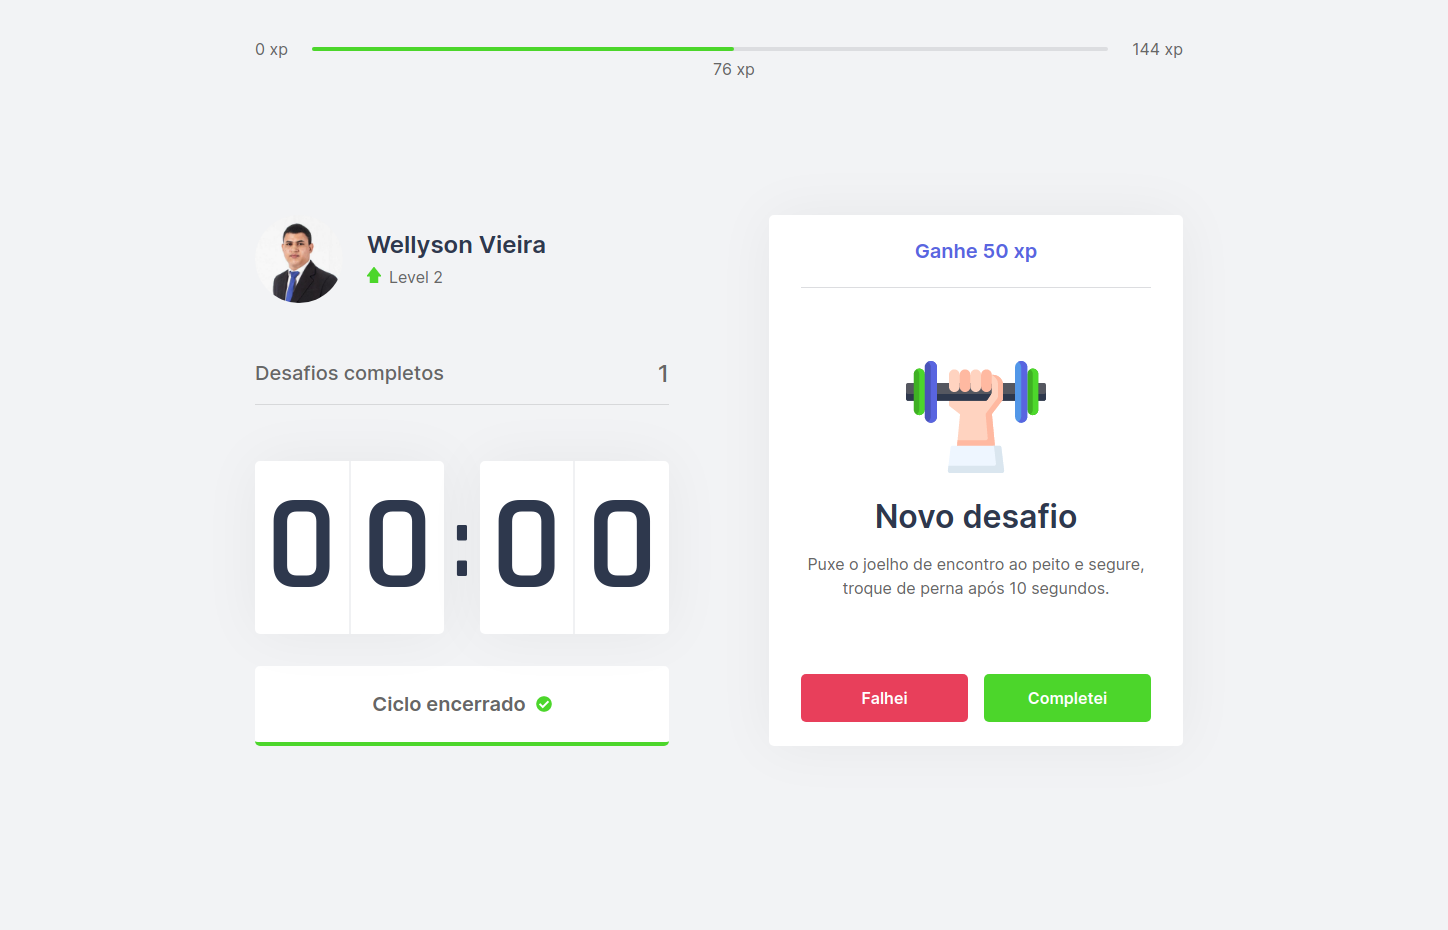 0 xp
144 xp
76 xp
Wellyson Vieira
Level 2
Desafios completos 1
00:00
Ciclo encerrado
Ganhe 50 xp
Novo desafio
Puxe o joelho de encontro ao peito e segure,
troque de perna após 10 segundos.
Falhei
Completei